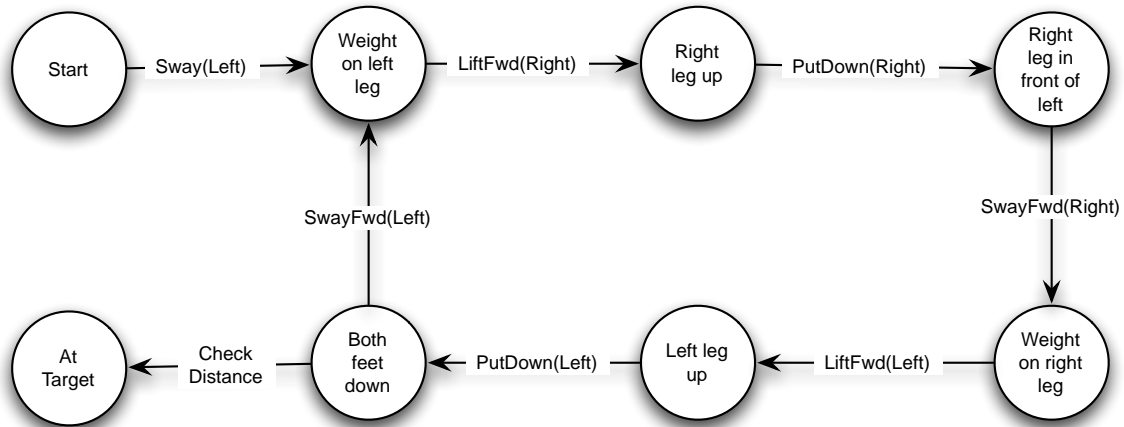 Start
Sway(Left)
Weight
on left
leg
LiftFwd(Right)
Right
leg up
PutDown(Right)
Right
leg in
front of
left
SwayFwd(Left)
SwayFwd(Right)
At
Target
Check
Distance
Both
feet
down
PutDown(Left)
Left leg
up
LiftFwd(Left)
Weight
on right
leg